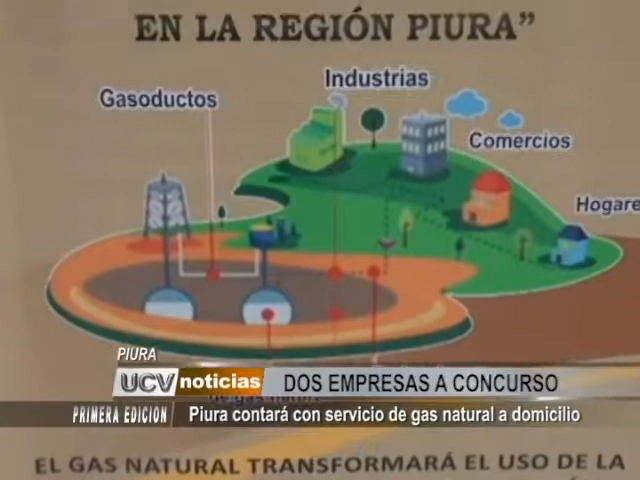 EN LA REGIÓN PIURA”
Industrias
Gasoductos
Comercios
Hogare
PIURA
UCV noticias DOS EMPRESAS A CONCURSO
PRIMERA EDICION Piura contará con servicio de gas natural a domicilio
EL GAS NATURAL TRANSFORMARÁ EL USO DE LA